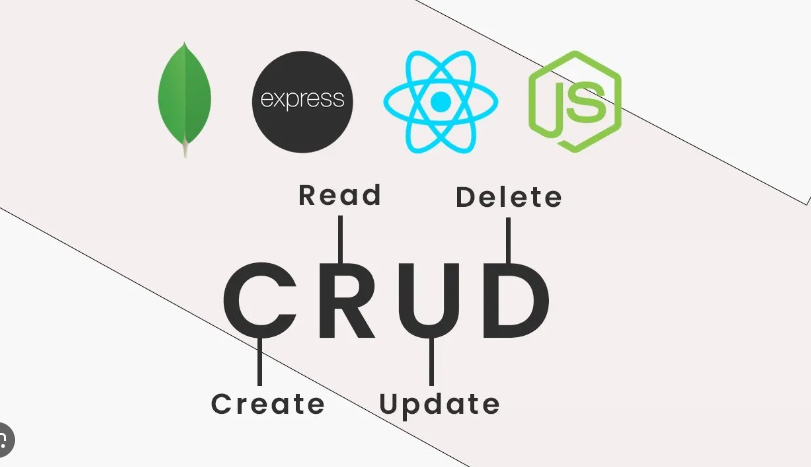 express
JS
Read Delete
CRUD
Create Update